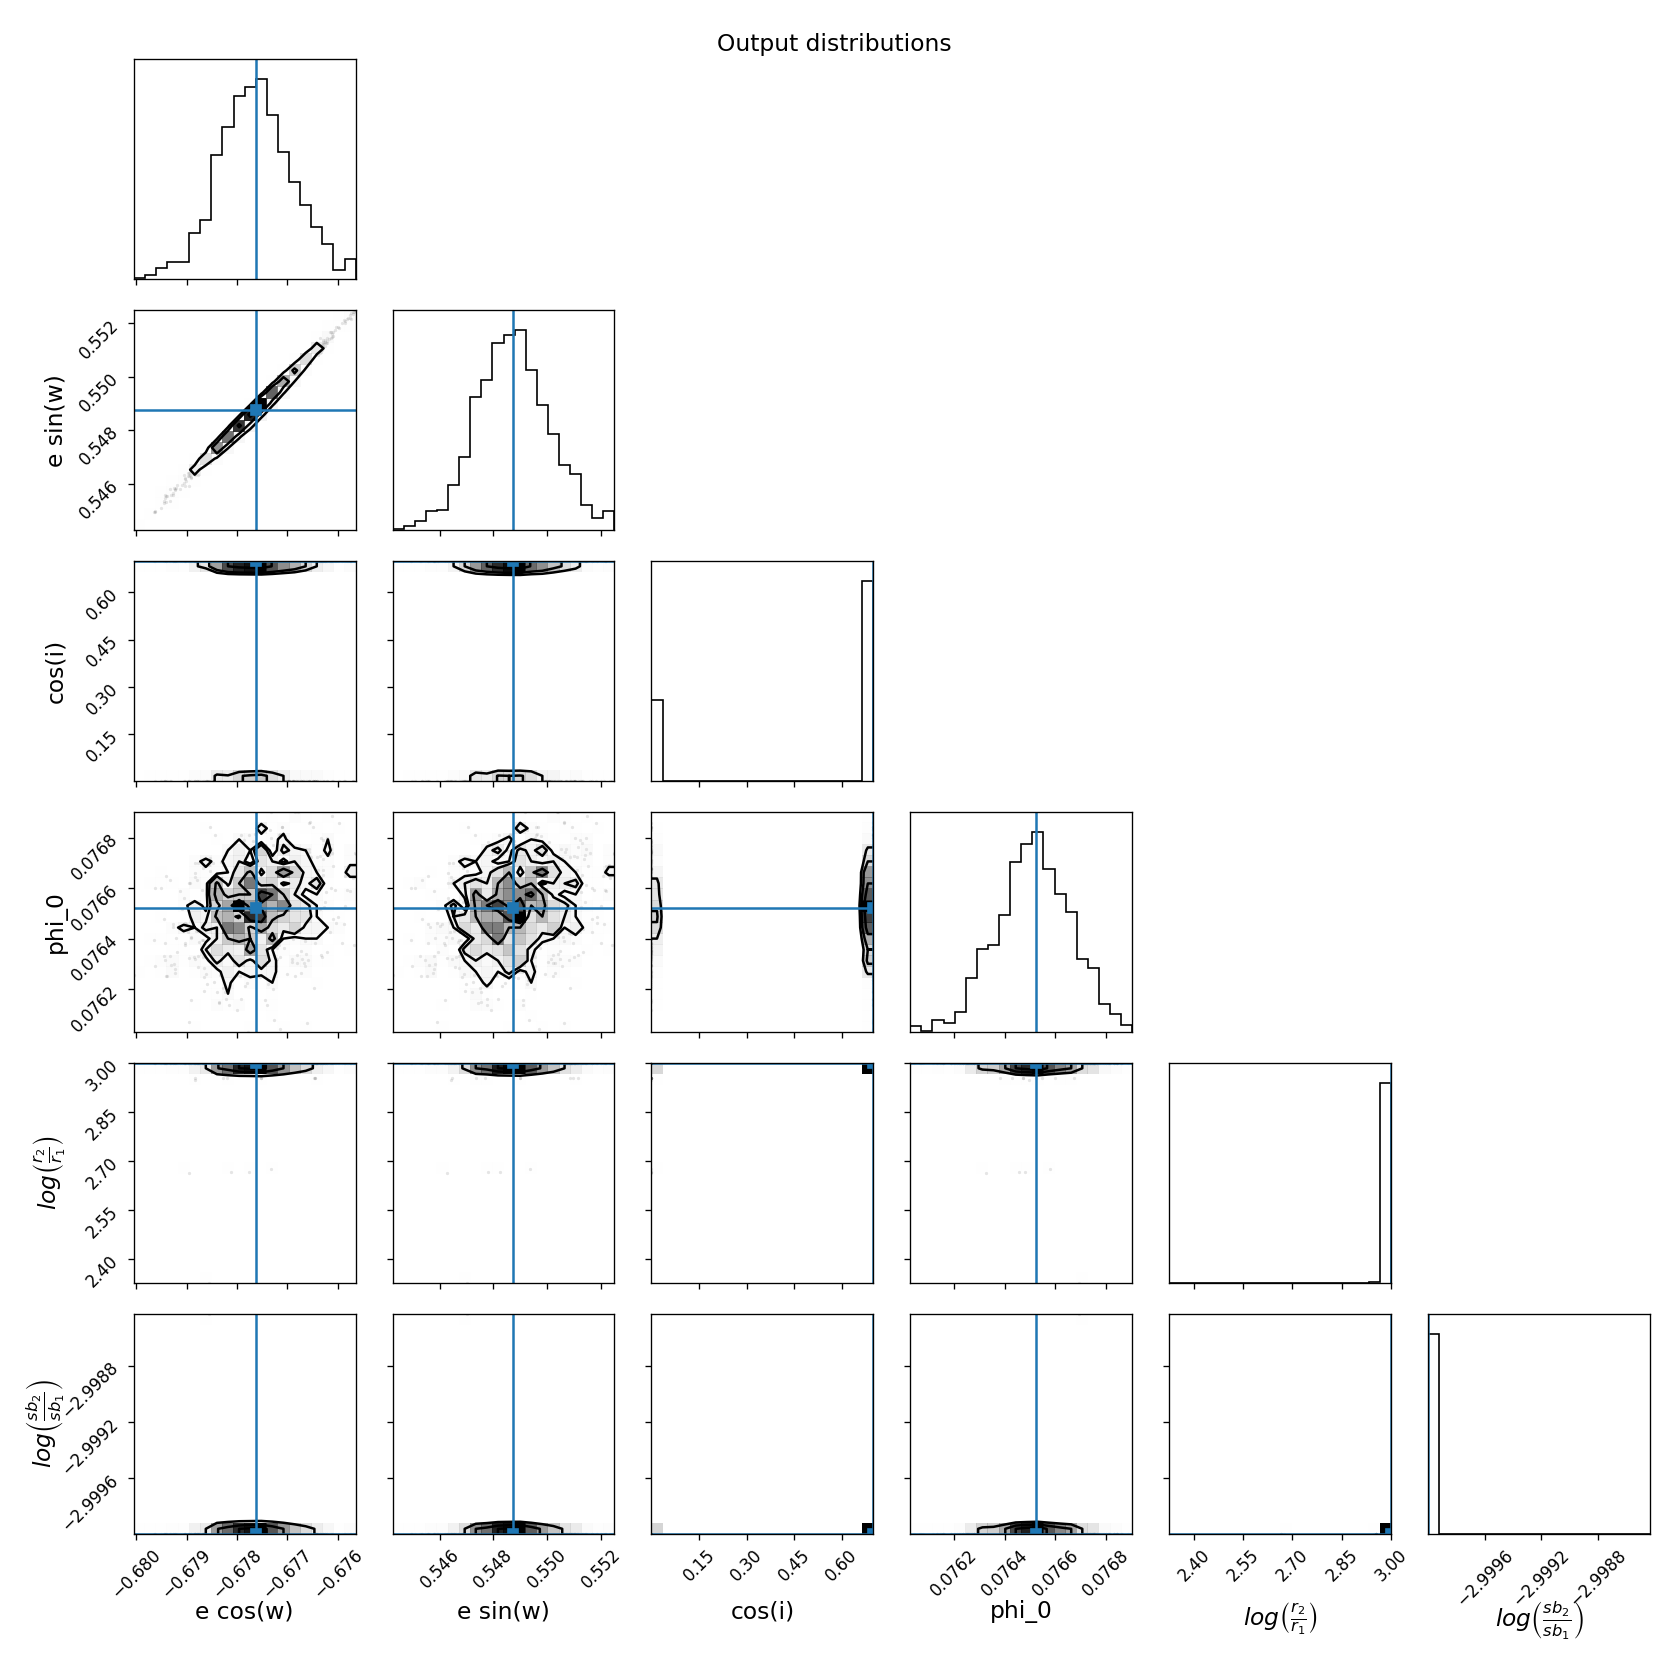 Output distributions
e sin(w)
0.552
0.550
0.548
0.546
cos(i)
0.60
0.45
0.30
0.15
phi_0
0.0768
0.0766
0.0764
0.0762
log(r₂/r₁)
3.00
2.85
2.70
2.55
2.40
log(sb₂/sb₁)
−2.9988
−2.9992
−2.9996
−0.680 −0.679 −0.678 −0.677 −0.676
0.546 0.548 0.550 0.552
0.15 0.30 0.45 0.60
0.0762 0.0764 0.0766 0.0768
2.40 2.55 2.70 2.85 3.00
−2.9996 −2.9992 −2.9988
e cos(w)
e sin(w)
cos(i)
phi_0
log(r₂/r₁)
log(sb₂/sb₁)